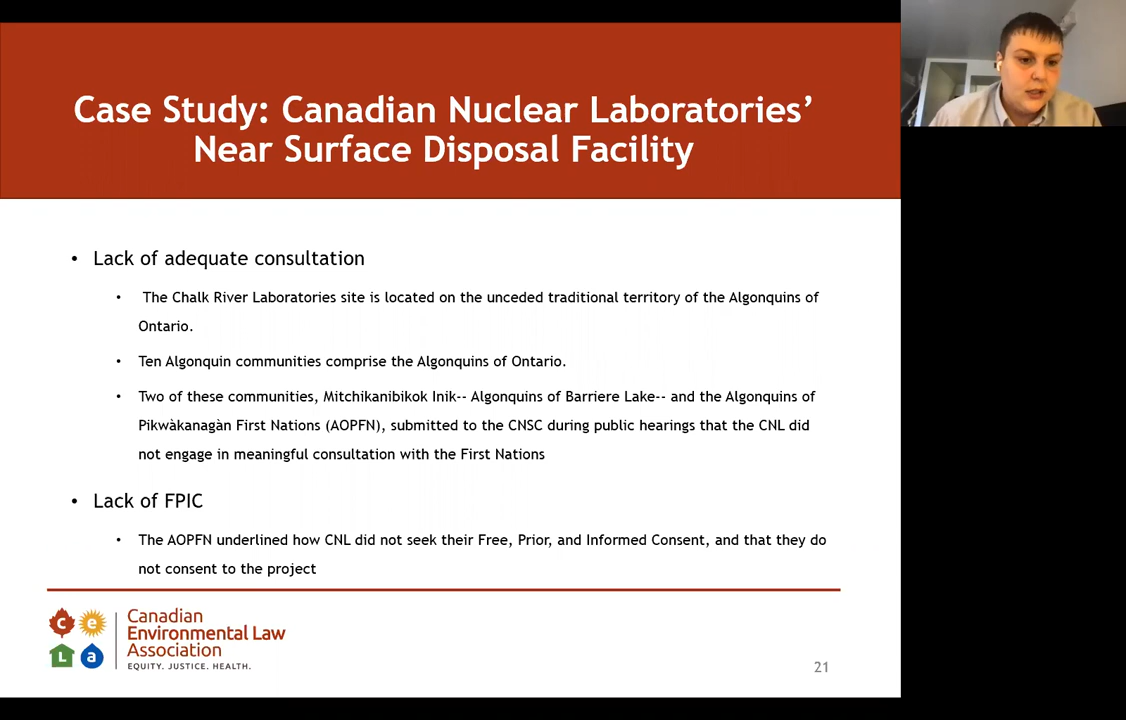 Case Study: Canadian Nuclear Laboratories’
Near Surface Disposal Facility
• Lack of adequate consultation
• The Chalk River Laboratories site is located on the unceded traditional territory of the Algonquins of
Ontario.
• Ten Algonquin communities comprise the Algonquins of Ontario.
• Two of these communities, Mitchikanibikok Inik-- Algonquins of Barriere Lake-- and the Algonquins of
Pikwàkanagàn First Nations (AOPFN), submitted to the CNSC during public hearings that the CNL did
not engage in meaningful consultation with the First Nations
• Lack of FPIC
• The AOPFN underlined how CNL did not seek their Free, Prior, and Informed Consent, and that they do
not consent to the project
c e
L a
Canadian
Environmental Law
Association
EQUITY. JUSTICE. HEALTH.
21